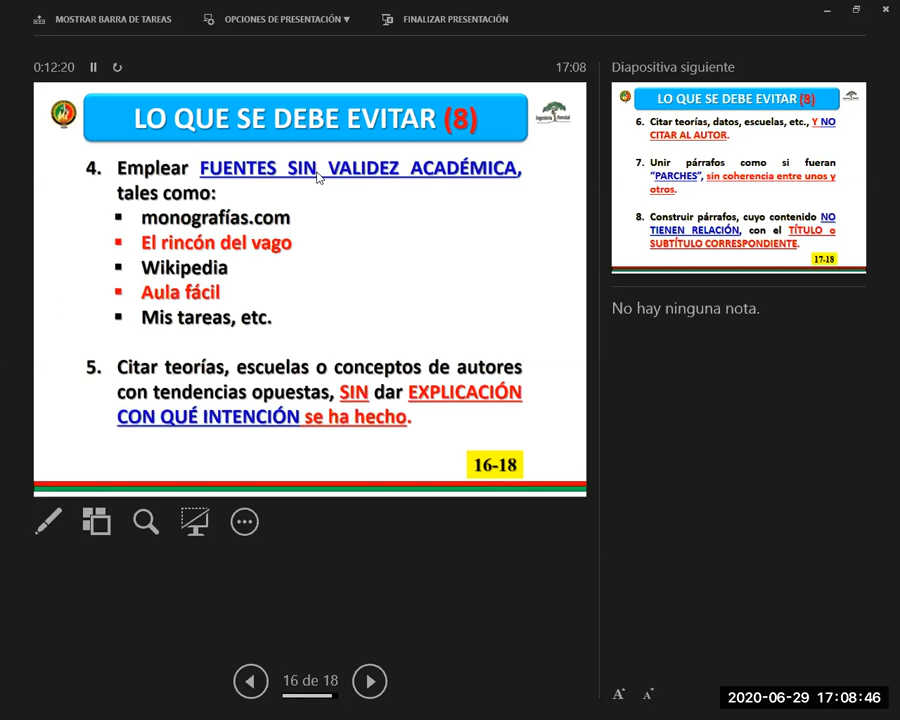 MOSTRAR BARRA DE TAREAS
OPCIONES DE PRESENTACIÓN ▼
FINALIZAR PRESENTACIÓN
0:12:20
17:08
LO QUE SE DEBE EVITAR (8)
4. Emplear FUENTES SIN VALIDEZ ACADÉMICA,
tales como:
▪ monografías.com
▪ El rincón del vago
▪ Wikipedia
▪ Aula fácil
▪ Mis tareas, etc.
5. Citar teorías, escuelas o conceptos de autores
con tendencias opuestas, SIN dar EXPLICACIÓN
CON QUÉ INTENCIÓN se ha hecho.
16-18
16 de 18
Diapositiva siguiente
LO QUE SE DEBE EVITAR (8)
6. Citar teorías, datos, escuelas, etc., Y NO
CITAR AL AUTOR.
7. Unir párrafos como si fueran
“PARCHES”, sin coherencia entre unos y
otros.
8. Construir párrafos, cuyo contenido NO
TIENEN RELACIÓN, con el TÍTULO o
SUBTÍTULO CORRESPONDIENTE.
17-18
No hay ninguna nota.
A A
2020-06-29 17:08:46